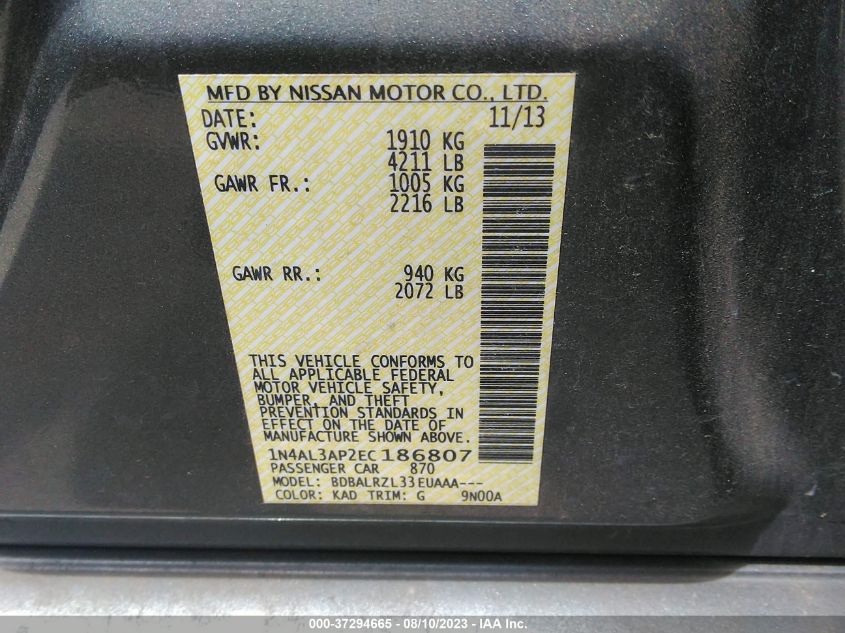 MFD BY NISSAN MOTOR CO., LTD.
DATE: 11/13
GVWR: 1910 KG
4211 LB
GAWR FR.: 1005 KG
2216 LB
GAWR RR.: 940 KG
2072 LB
THIS VEHICLE CONFORMS TO
ALL APPLICABLE FEDERAL
MOTOR VEHICLE SAFETY,
BUMPER, AND THEFT
PREVENTION STANDARDS IN
EFFECT ON THE DATE OF
MANUFACTURE SHOWN ABOVE.
1N4AL3AP2EC186807
PASSENGER CAR 870
MODEL: BDBALRZL33EUAAA---
COLOR: KAD TRIM: G 9N00A
000-37294665 - 08/10/2023 - IAA Inc.